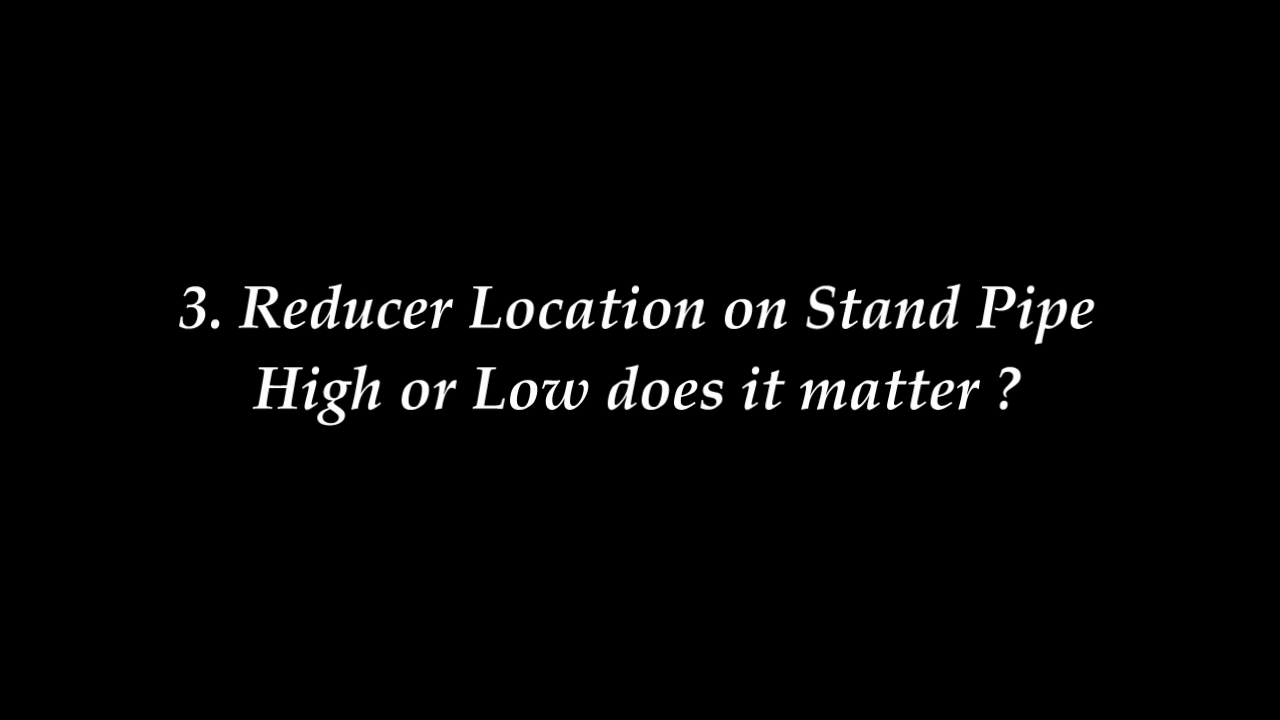 3. Reducer Location on Stand Pipe
High or Low does it matter ?